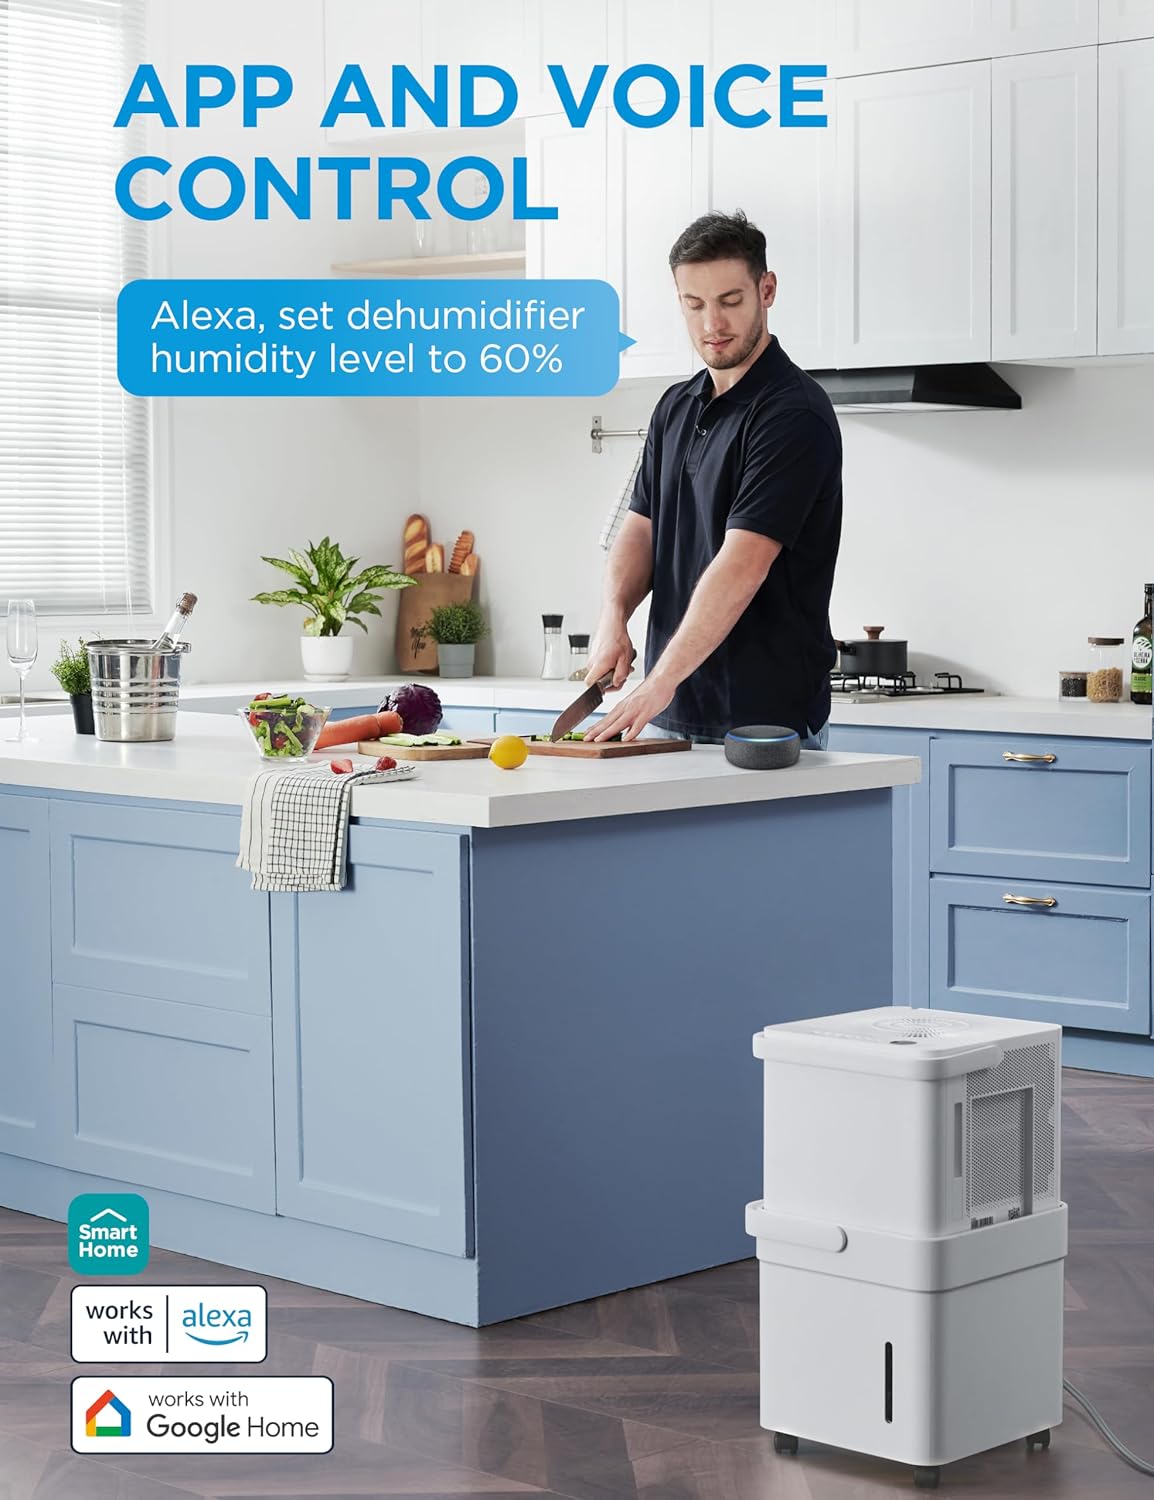 APP AND VOICE
CONTROL
Alexa, set dehumidifier
humidity level to 60%
Smart
Home
works
with
alexa
works with
Google Home